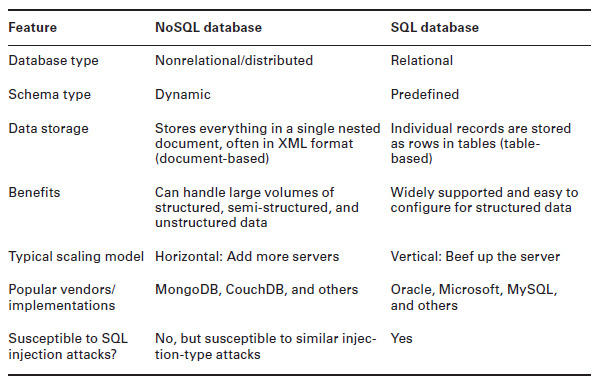 Feature NoSQL database SQL database
Database type Nonrelational/distributed Relational
Schema type Dynamic Predefined
Data storage Stores everything in a single nested Individual records are stored
document, often in XML format as rows in tables (table-
(document-based) based)
Benefits Can handle large volumes of Widely supported and easy to
structured, semi-structured, and configure for structured data
unstructured data
Typical scaling model Horizontal: Add more servers Vertical: Beef up the server
Popular vendors/ MongoDB, CouchDB, and others Oracle, Microsoft, MySQL,
implementations and others
Susceptible to SQL No, but susceptible to similar injec- Yes
injection attacks? tion-type attacks